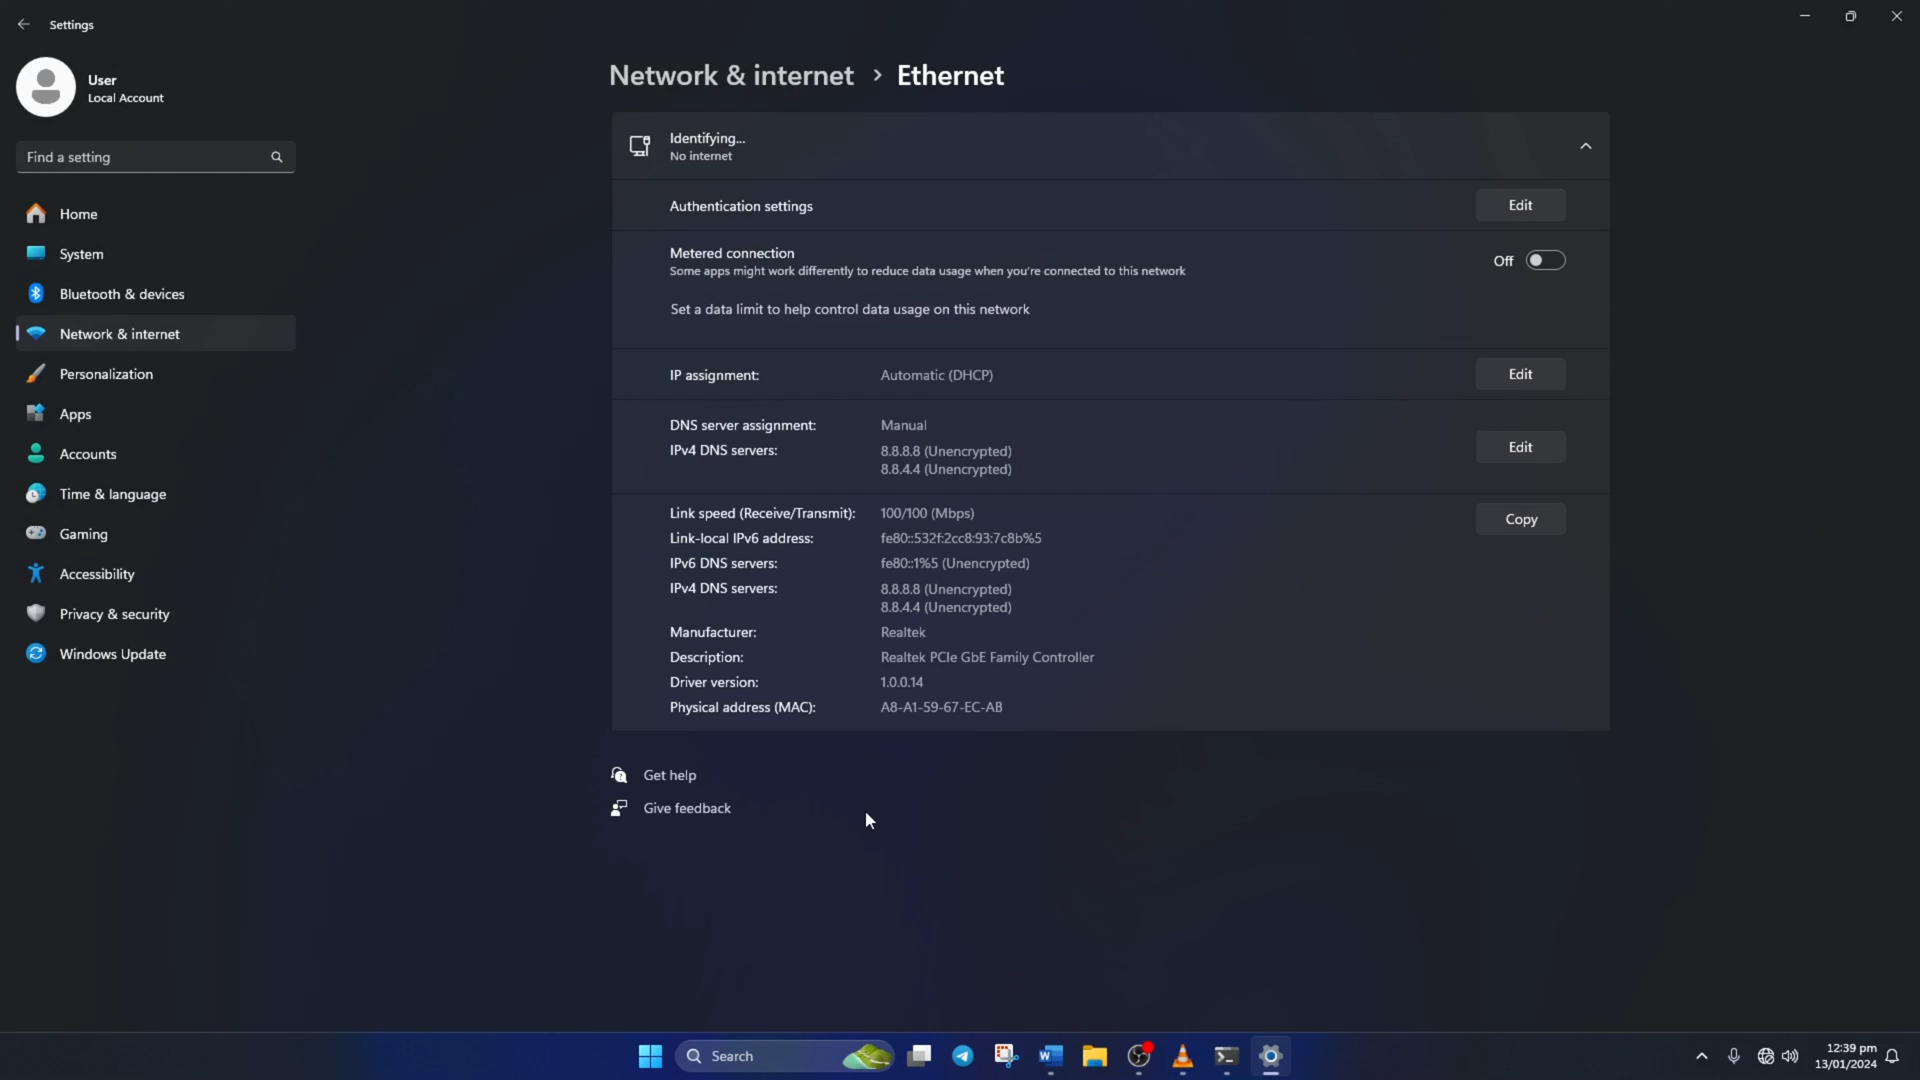 Settings
User
Local Account
Find a setting
Home
System
Bluetooth & devices
Network & internet
Personalization
Apps
Accounts
Time & language
Gaming
Accessibility
Privacy & security
Windows Update
Network & internet > Ethernet
Identifying...
No internet
Authentication settings
Edit
Metered connection
Some apps might work differently to reduce data usage when you're connected to this network
Off
Set a data limit to help control data usage on this network
IP assignment: Automatic (DHCP)
Edit
DNS server assignment: Manual
IPv4 DNS servers: 8.8.8.8 (Unencrypted)
8.8.4.4 (Unencrypted)
Edit
Link speed (Receive/Transmit): 100/100 (Mbps)
Copy
Link-local IPv6 address: fe80::532f:2cc8:93:7c8b%5
IPv6 DNS servers: fe80::1%5 (Unencrypted)
IPv4 DNS servers: 8.8.8.8 (Unencrypted)
8.8.4.4 (Unencrypted)
Manufacturer: Realtek
Description: Realtek PCIe GbE Family Controller
Driver version: 1.0.0.14
Physical address (MAC): A8-A1-59-67-EC-AB
Get help
Give feedback
Search
12:39 pm
13/01/2024